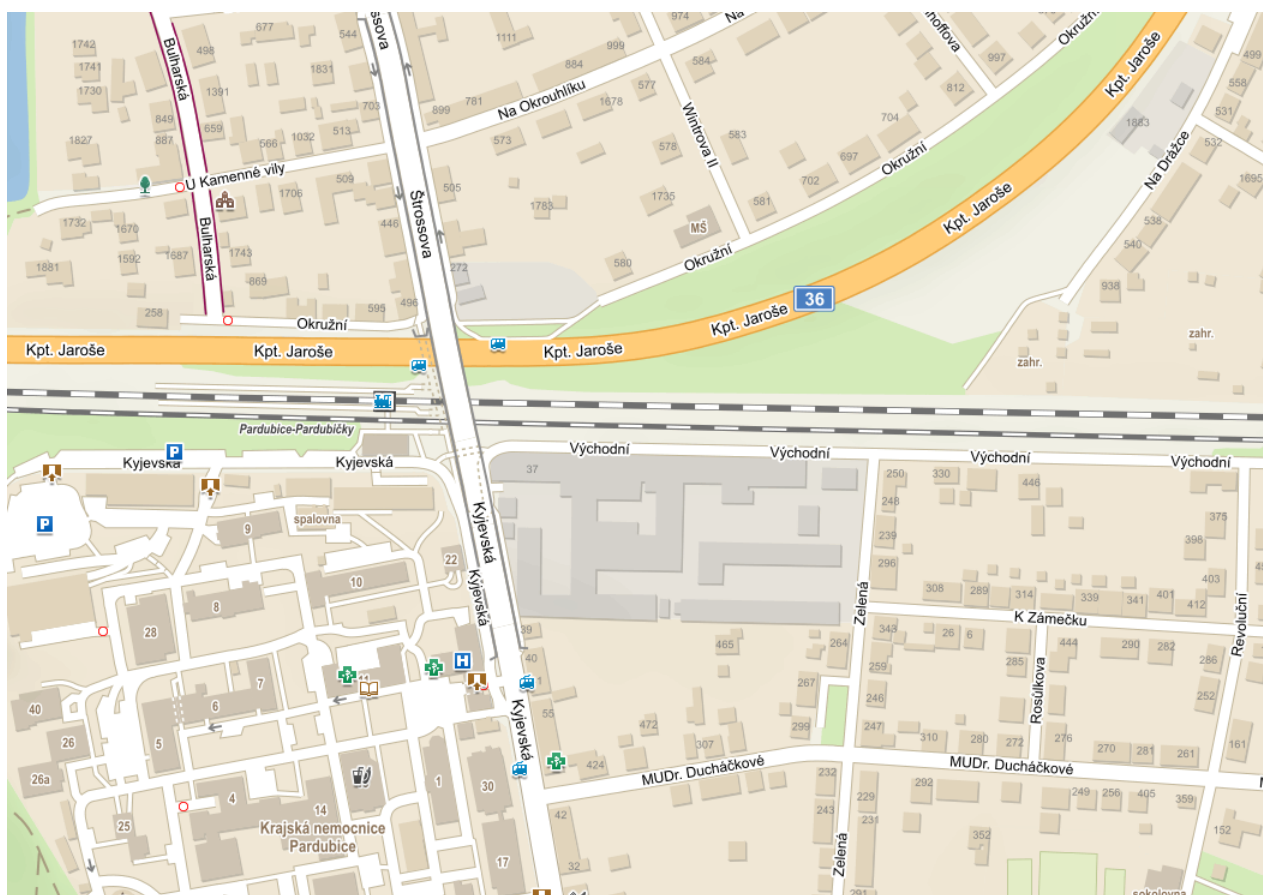 1742
677
544
ssova
974
Na
nhoffova
Okružní
498
1111
999
997
499
1741
1831
884
584
Kpt. Jaroše
558
Bulharská
1730
1391
703
899
781
Na Okrouhlíku
577
1678
812
531
849
659
1883
1827
887
566
1032
513
573
578
Wintrova II
583
704
532
U Kamenné vily
697
Okružní
Na Drážce
1706
509
505
702
1695
Štrossova
1783
1735
581
1732
1670
446
MŠ
Kpt. Jaroše
538
Bulharská
1881
1592
1687
1743
272
580
Okružní
540
869
938
258
595
496
36
Okružní
Kpt. Jaroše
zahr.
Kpt. Jaroše
Kpt. Jaroše
Kpt. Jaroše
zahr.
Pardubice-Pardubičky
P
Kyjevská
Kyjevská
Východní
Východní
Východní
Východní
37
250
330
446
P
9
spalovna
248
375
Kyjevská
239
398
22
296
10
403
8
Kyjevská
308
289
314
339
341
401
412
Zelená
K Zámečku
Revoluční
28
39
343
26
6
444
290
282
465
264
H
40
259
285
286
11
1
267
Rosůlkova
7
246
252
40
6
55
Kyjevská
299
247
26
5
472
310
280
272
276
161
307
270
281
261
26a
424
MUDr. Ducháčkové
MUDr. Ducháčkové
M
1
30
232
292
4
14
229
249
256
405
359
25
243
42
231
152
Krajská nemocnice
Pardubice
352
Zelená
17
32
sokolovna